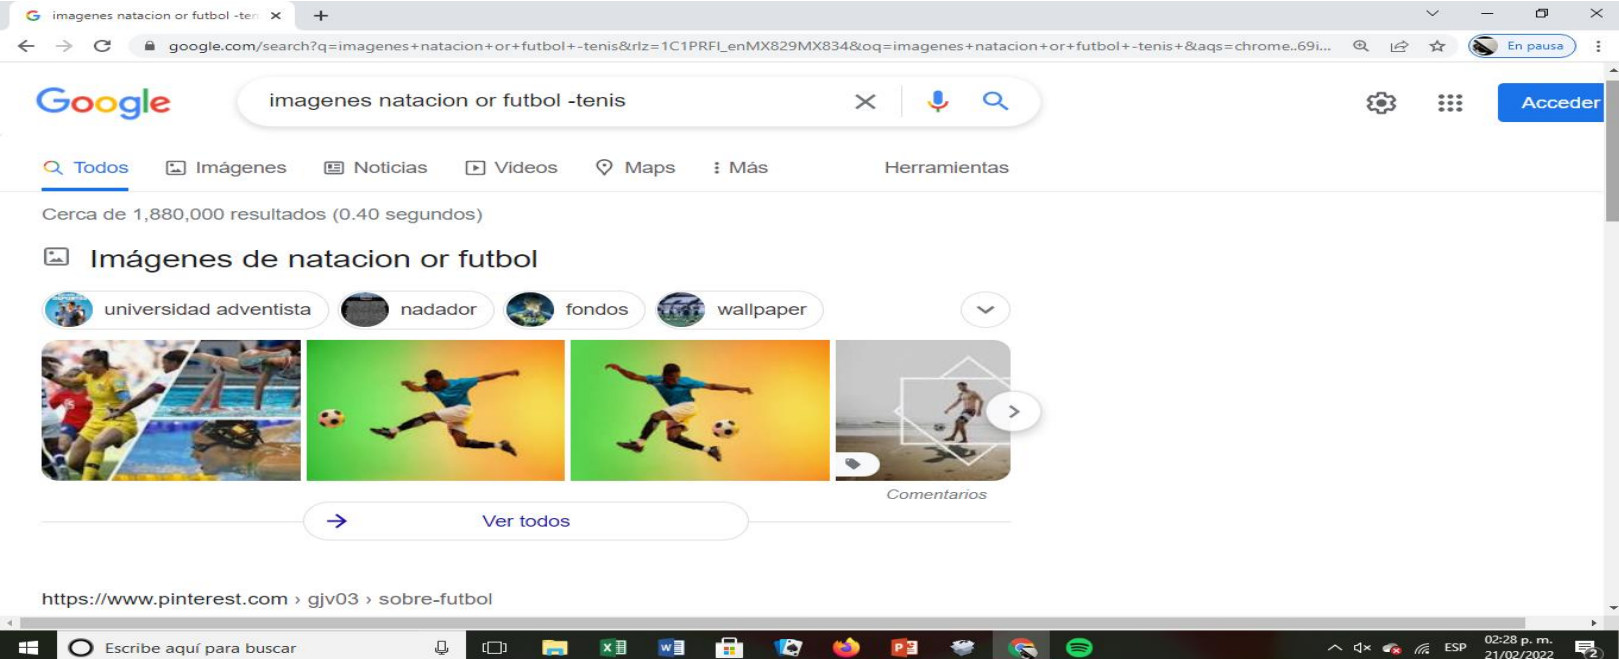 imagenes natacion or futbol -ten
google.com/search?q=imagenes+natacion+or+futbol+-tenis&rlz=1C1PRFI_enMX829MX834&oq=imagenes+natacion+or+futbol+-tenis+&aqs=chrome..69i...
En pausa
Google
imagenes natacion or futbol -tenis
Acceder
Todos Imágenes Noticias Videos Maps Más Herramientas
Cerca de 1,880,000 resultados (0.40 segundos)
Imágenes de natacion or futbol
universidad adventista nadador fondos wallpaper
Comentarios
Ver todos
https://www.pinterest.com › gjv03 › sobre-futbol
Escribe aquí para buscar
ESP
02:28 p. m.
21/02/2022
2